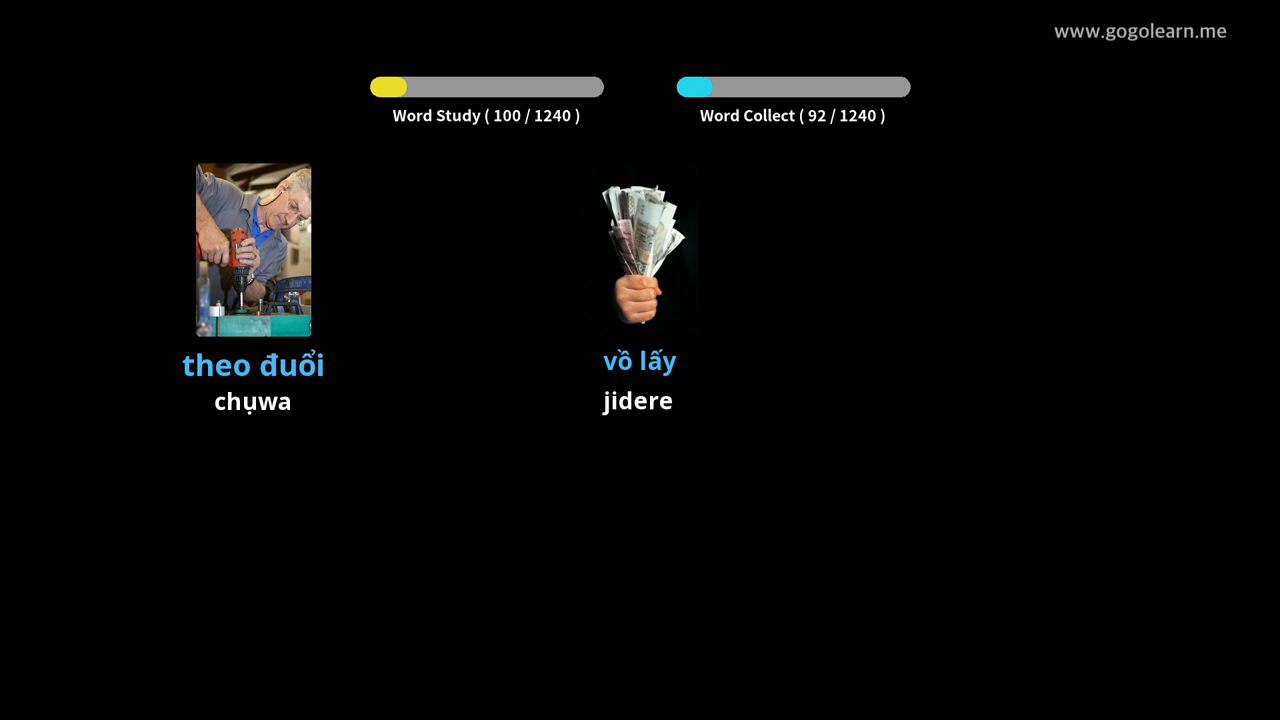 www.gogolearn.me
Word Study ( 100 / 1240 )
Word Collect ( 92 / 1240 )
theo đuổi
chụwa
vồ lấy
jidere